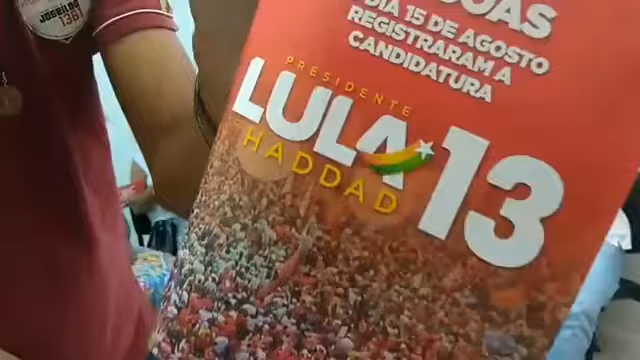 JOSEILDO
1361
DIA 15 DE AGOSTO
REGISTRARAM A
CANDIDATURA
PRESIDENTE
LULA 13
HADDAD